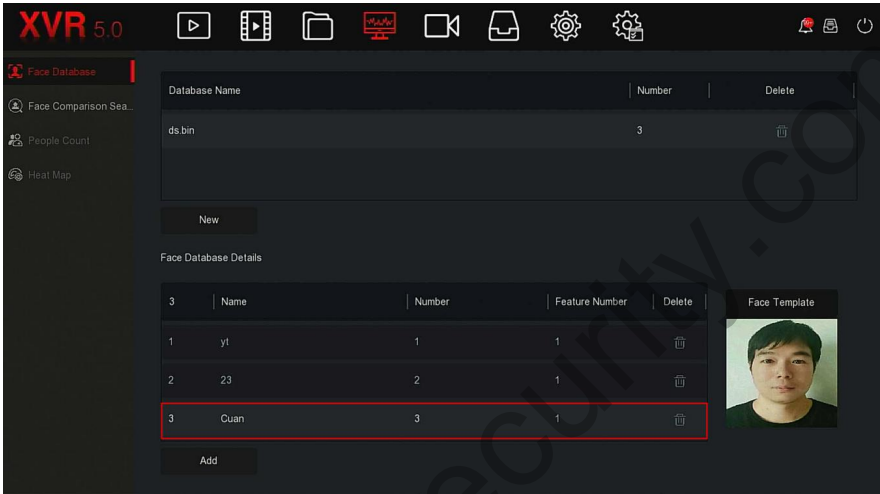 XVR 5.0
Face Database
Face Comparison Sea...
People Count
Heat Map
Database Name Number Delete
ds.bin 3
New
Face Database Details
3 Name Number Feature Number Delete Face Template
1 yt 1 1
2 23 2 1
3 Cuan 3 1
Add
ecurity.com